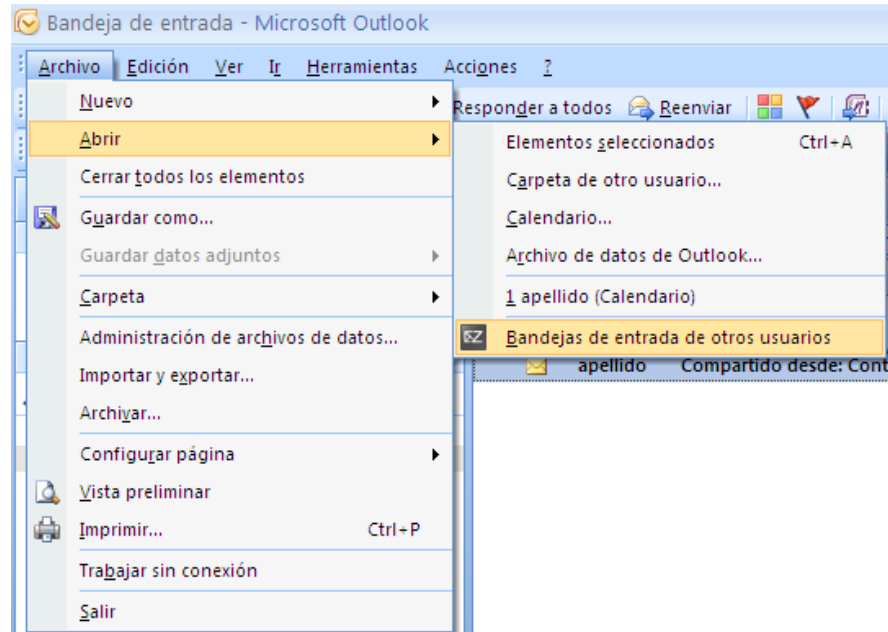 Bandeja de entrada - Microsoft Outlook
Archivo Edición Ver Ir Herramientas Acciones ?
Responder a todos Reenviar
Nuevo
Abrir
Cerrar todos los elementos
Guardar como...
Guardar datos adjuntos
Carpeta
Administración de archivos de datos...
Importar y exportar...
Archivar...
Configurar página
Vista preliminar
Imprimir... Ctrl+P
Trabajar sin conexión
Salir
Elementos seleccionados Ctrl+A
Carpeta de otro usuario...
Calendario...
Archivo de datos de Outlook...
1 apellido (Calendario)
Bandejas de entrada de otros usuarios
apellido Compartido desde: Cont